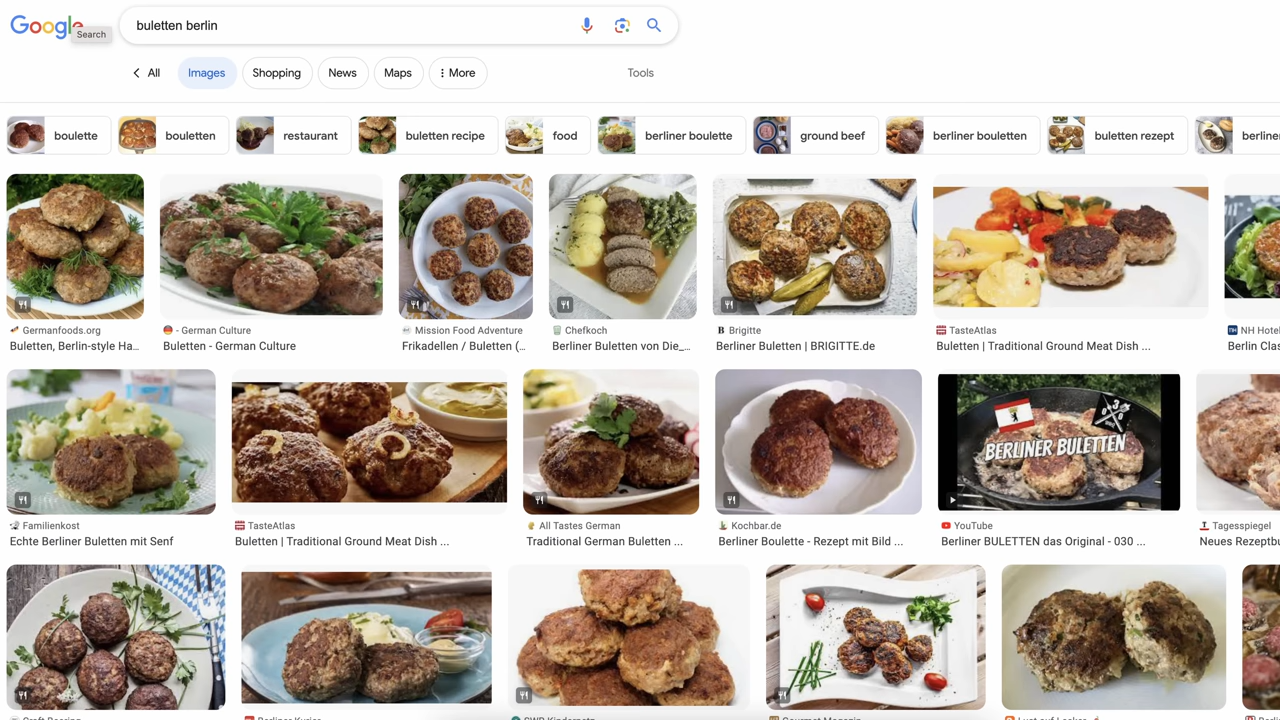 Google
Search
buletten berlin
All
Images
Shopping
News
Maps
More
Tools
boulette
bouletten
restaurant
buletten recipe
food
berliner boulette
ground beef
berliner bouletten
buletten rezept
berline
Germanfoods.org
Buletten, Berlin-style Ha...
- German Culture
Buletten - German Culture
Mission Food Adventure
Frikadellen / Buletten (...
Chefkoch
Berliner Buletten von Die_...
B Brigitte
Berliner Buletten | BRIGITTE.de
TasteAtlas
Buletten | Traditional Ground Meat Dish ...
NH Hote
Berlin Clas
BERLINER BULETTEN
Familienkost
Echte Berliner Buletten mit Senf
TasteAtlas
Buletten | Traditional Ground Meat Dish ...
All Tastes German
Traditional German Buletten ...
Kochbar.de
Berliner Boulette - Rezept mit Bild ...
YouTube
Berliner BULETTEN das Original - 030 ...
Tagesspiegel
Neues Rezeptbu